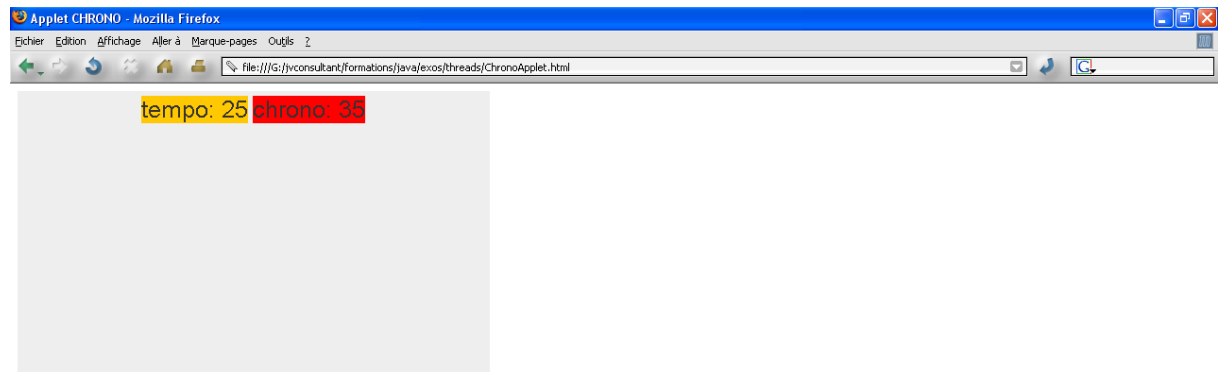 Applet CHRONO - Mozilla Firefox
Fichier Edition Affichage Aller à Marque-pages Outils ?
file:///G:/jvconsultant/formations/java/exos/threads/ChronoApplet.html G
tempo: 25 chrono: 35